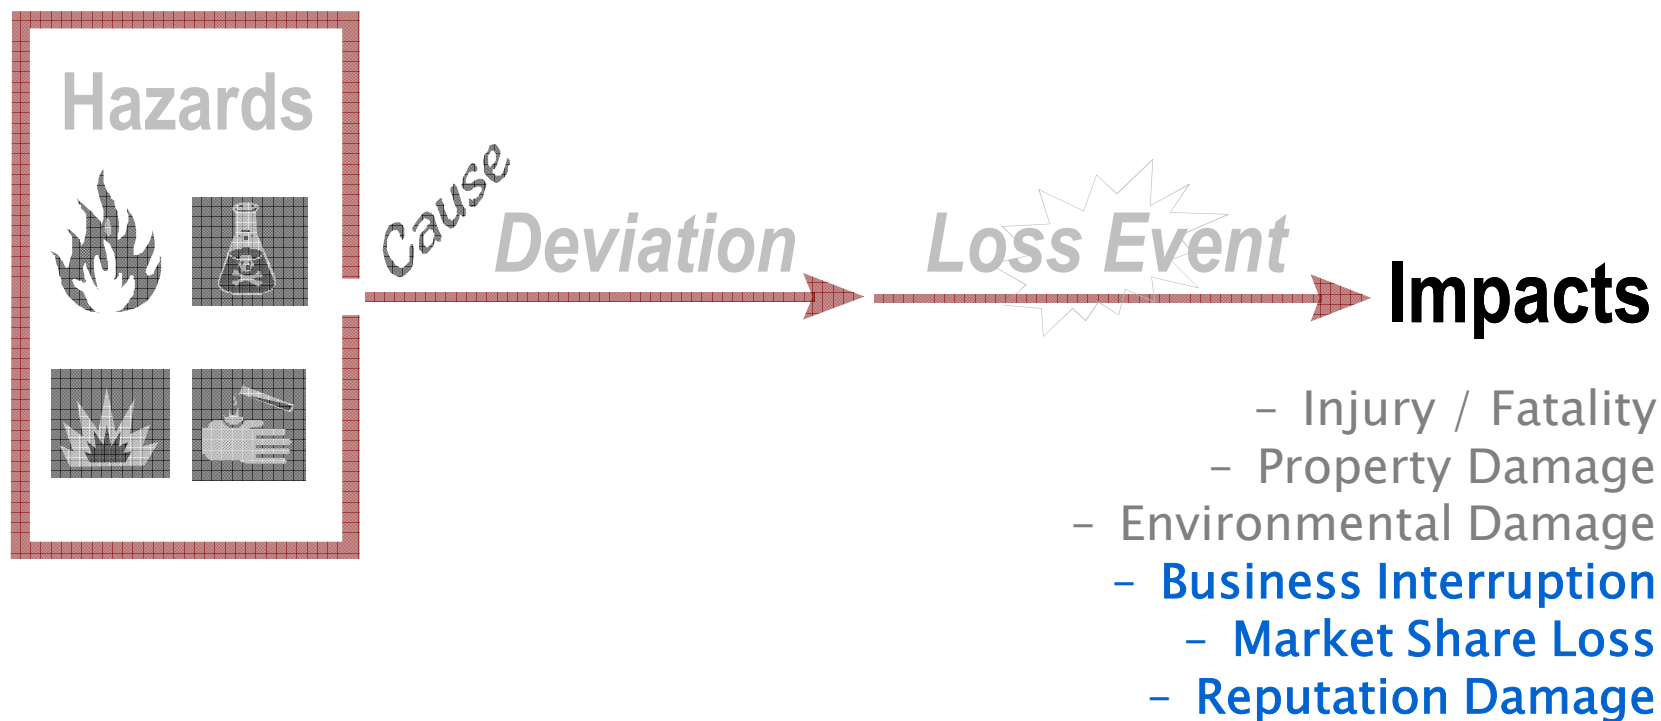 Hazards
Cause
Deviation
Loss Event
Impacts
– Injury / Fatality
– Property Damage
– Environmental Damage
– Business Interruption
– Market Share Loss
– Reputation Damage